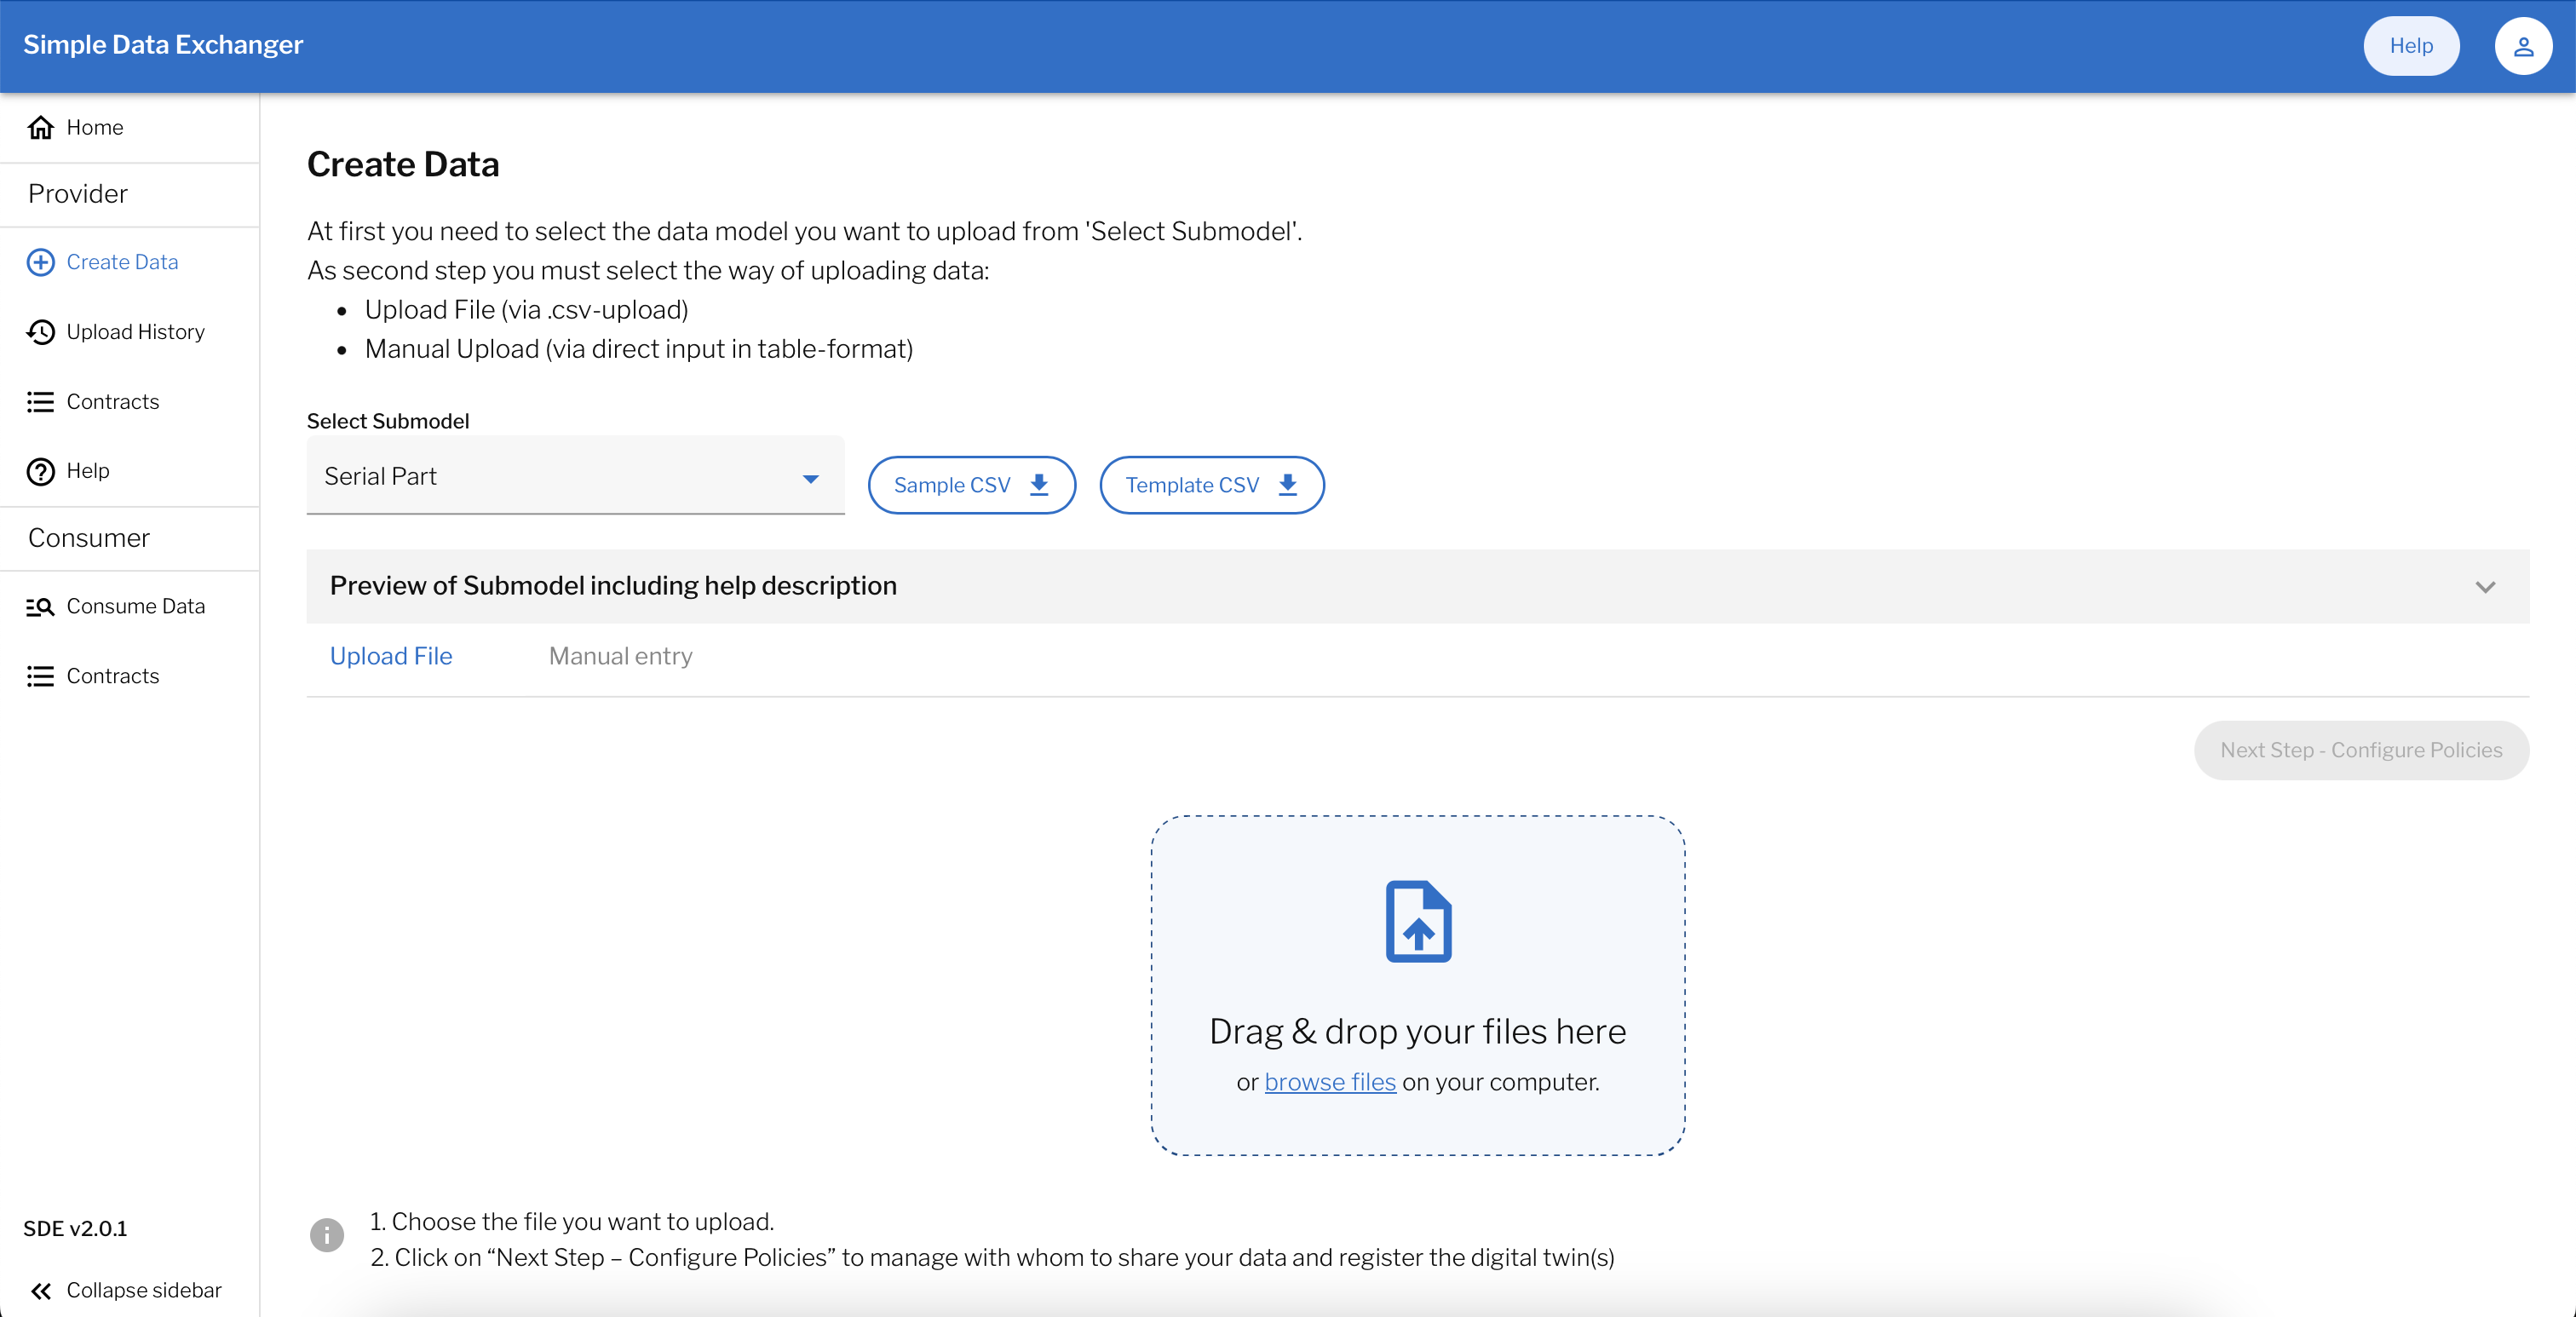 Simple Data Exchanger
Help
Home
Provider
Create Data
Upload History
Contracts
Help
Consumer
Consume Data
Contracts
SDE v2.0.1
Collapse sidebar
Create Data
At first you need to select the data model you want to upload from 'Select Submodel'.
As second step you must select the way of uploading data:
• Upload File (via .csv-upload)
• Manual Upload (via direct input in table-format)
Select Submodel
Serial Part
Sample CSV
Template CSV
Preview of Submodel including help description
Upload File
Manual entry
Next Step - Configure Policies
Drag & drop your files here
or browse files on your computer.
1. Choose the file you want to upload.
2. Click on “Next Step – Configure Policies” to manage with whom to share your data and register the digital twin(s)